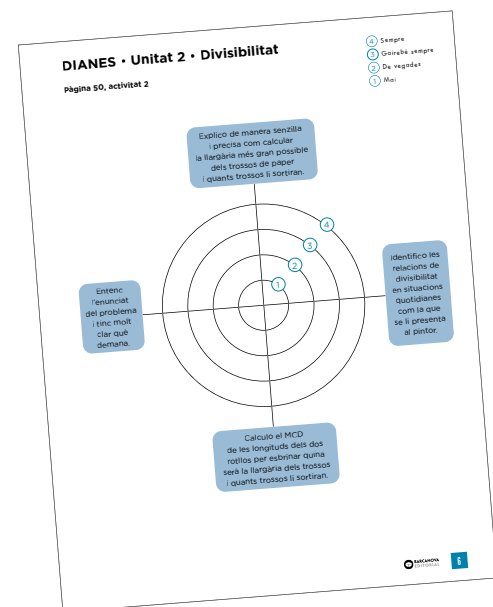 DIANES • Unitat 2 • Divisibilitat
Pàgina 50, activitat 2
4 Sempre
3 Gairebé sempre
2 De vegades
1 Mai
Explico de manera senzilla
i precisa com calcular
la llargària més gran possible
dels trossos de paper
i quants trossos li sortiran.
4
3
2
1
Entenc
l'enunciat
del problema
i tinc molt
clar què
demana.
Identifico les
relacions de
divisibilitat
en situacions
quotidianes
com la que
se li presenta
al pintor.
Calculo el MCD
de les longituds dels dos
rotllos per esbrinar quina
serà la llargària dels trossos
i quants trossos li sortiran.
BARCANOVA
EDITORIAL
6